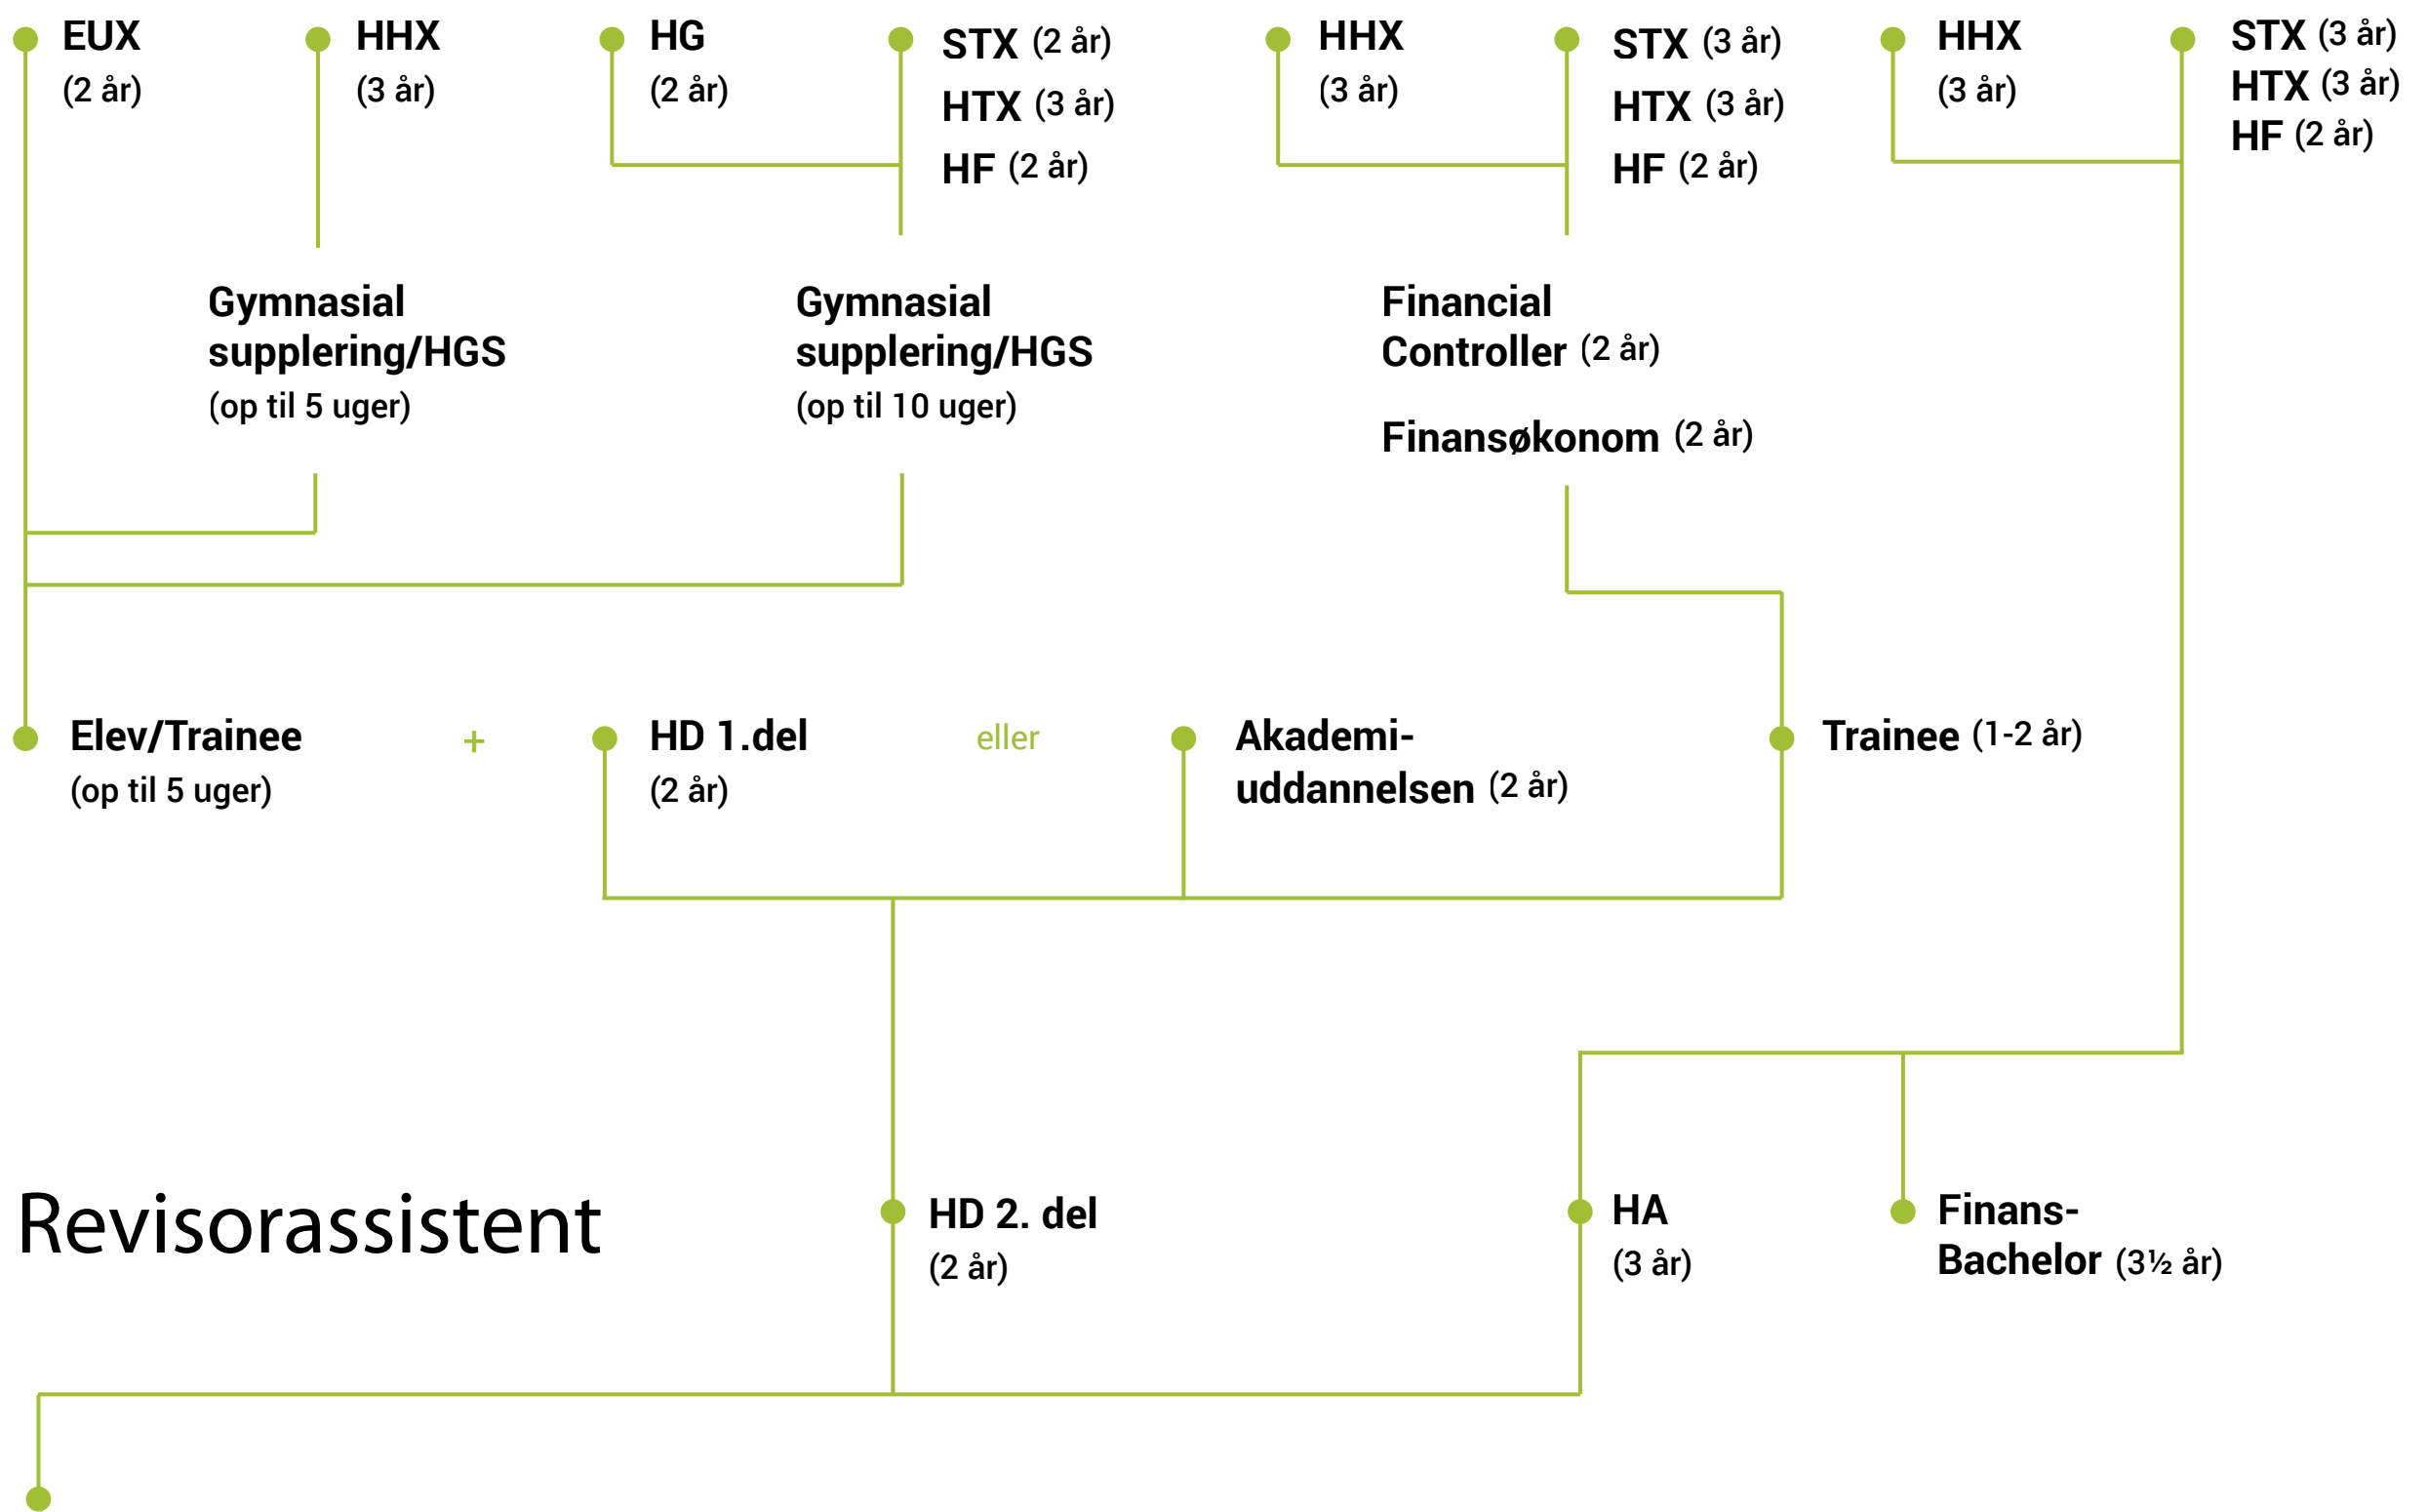 EUX
(2 år)
HHX
(3 år)
HG
(2 år)
STX (2 år)
HTX (3 år)
HF (2 år)
HHX
(3 år)
STX (3 år)
HTX (3 år)
HF (2 år)
HHX
(3 år)
STX (3 år)
HTX (3 år)
HF (2 år)
Gymnasial
supplering/HGS
(op til 5 uger)
Gymnasial
supplering/HGS
(op til 10 uger)
Financial
Controller (2 år)
Finansøkonom (2 år)
Elev/Trainee
(op til 5 uger)
+
HD 1.del
(2 år)
eller
Akademi-
uddannelsen (2 år)
Trainee (1-2 år)
Revisorassistent
HD 2. del
(2 år)
HA
(3 år)
Finans-
Bachelor (3½ år)